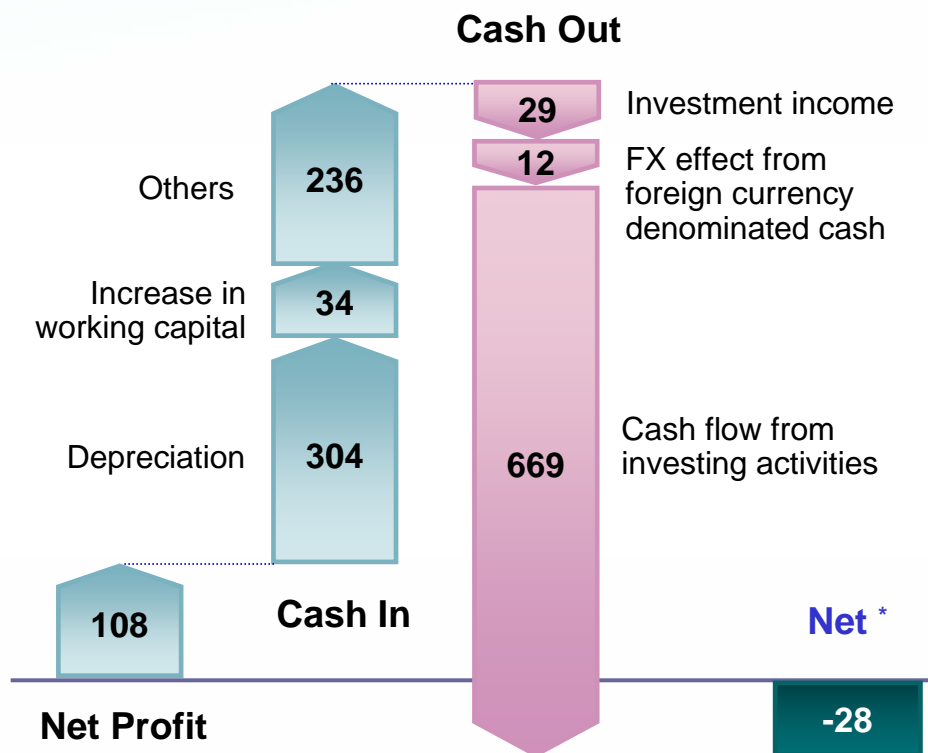 Cash Out
29
Investment income
12
FX effect from
foreign currency
denominated cash
Others
236
Increase in
working capital
34
Depreciation
304
669
Cash flow from
investing activities
108
Cash In
Net *
Net Profit
-28